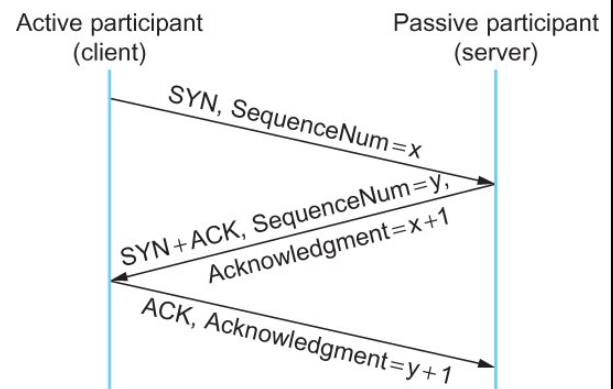 Active participant
(client)
Passive participant
(server)
SYN, SequenceNum=x
SYN+ACK, SequenceNum=y,
Acknowledgment=x+1
ACK, Acknowledgment=y+1